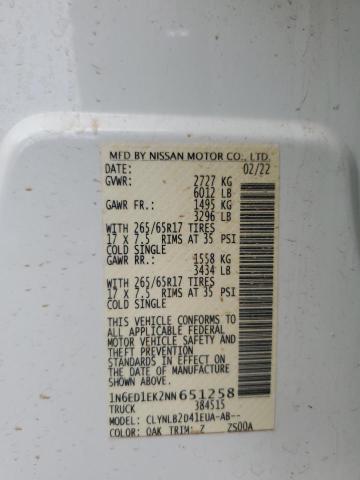 MFD BY NISSAN MOTOR CO., LTD.
DATE: 02/22
GVWR: 2727 KG
6012 LB
GAWR FR.: 1495 KG
3296 LB
WITH 265/65R17 TIRES
17 X 7.5 RIMS AT 35 PSI
COLD SINGLE
GAWR RR.: 1558 KG
3434 LB
WITH 265/65R17 TIRES
17 X 7.5 RIMS AT 35 PSI
COLD SINGLE
THIS VEHICLE CONFORMS TO
ALL APPLICABLE FEDERAL
MOTOR VEHICLE SAFETY AND
THEFT PREVENTION
STANDARDS IN EFFECT ON
THE DATE OF MANUFACTURE
SHOWN ABOVE.
1N6ED1EK2NN651258
TRUCK 384515
MODEL: CLYNLB2D41EUA-AB--
COLOR: QAK TRIM: Z ZS00A